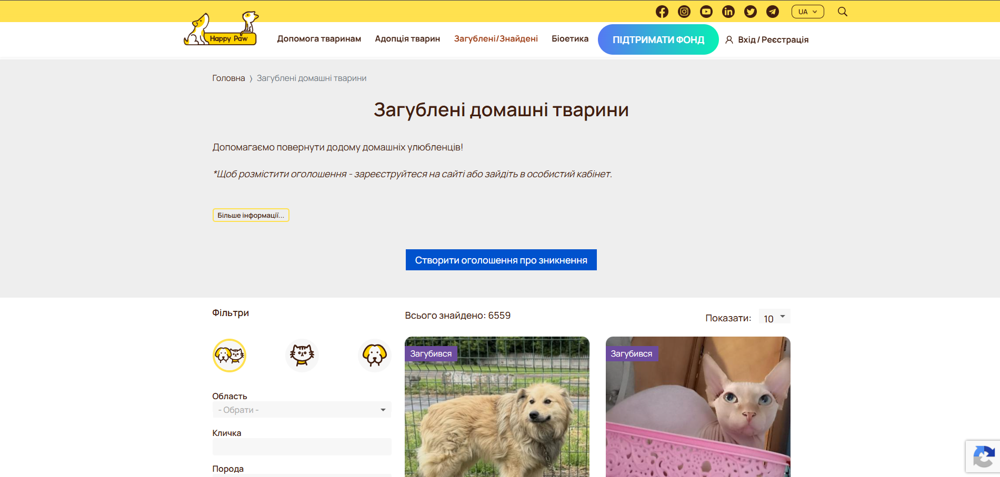 UA
Happy Paw
Допомога тваринам
Адопція тварин
Загублені/Знайдені
Біоетика
ПІДТРИМАТИ ФОНД
Вхід / Реєстрація
Головна 〉 Загублені домашні тварини
Загублені домашні тварини
Допомагаємо повернути додому домашніх улюбленців!
*Щоб розмістити оголошення - зареєструйтеся на сайті або зайдіть в особистий кабінет.
Більше інформації...
Створити оголошення про зникнення
Фільтри
Всього знайдено: 6559
Показати: 10
Загубився
Загубився
Область
- Обрати -
Кличка
Порода